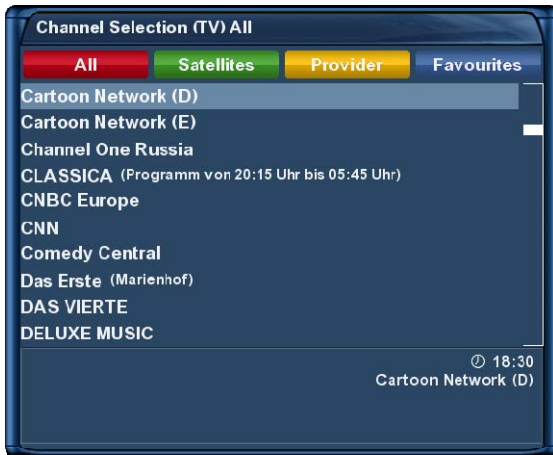 Channel Selection (TV) All
All Satellites Provider Favourites
Cartoon Network (D)
Cartoon Network (E)
Channel One Russia
CLASSICA (Programm von 20:15 Uhr bis 05:45 Uhr)
CNBC Europe
CNN
Comedy Central
Das Erste (Marienhof)
DAS VIERTE
DELUXE MUSIC
18:30
Cartoon Network (D)